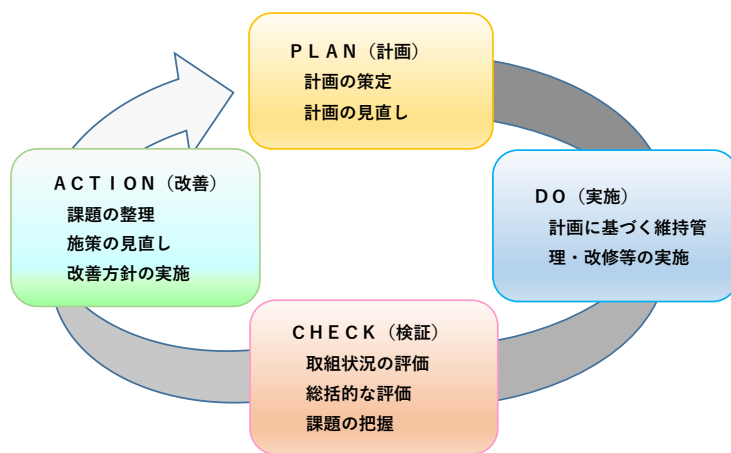 ＰＬＡＮ（計画）
計画の策定
計画の見直し
ＤＯ（実施）
計画に基づく維持管
理・改修等の実施
ＣＨＥＣＫ（検証）
取組状況の評価
総括的な評価
課題の把握
ＡＣＴＩＯＮ（改善）
課題の整理
施策の見直し
改善方針の実施